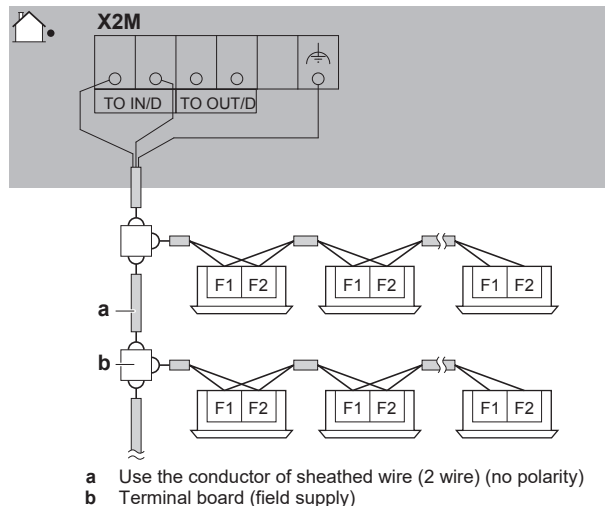 X2M
TO IN/D TO OUT/D
F1 F2 F1 F2 F1 F2
a
b
F1 F2 F1 F2 F1 F2
a Use the conductor of sheathed wire (2 wire) (no polarity)
b Terminal board (field supply)